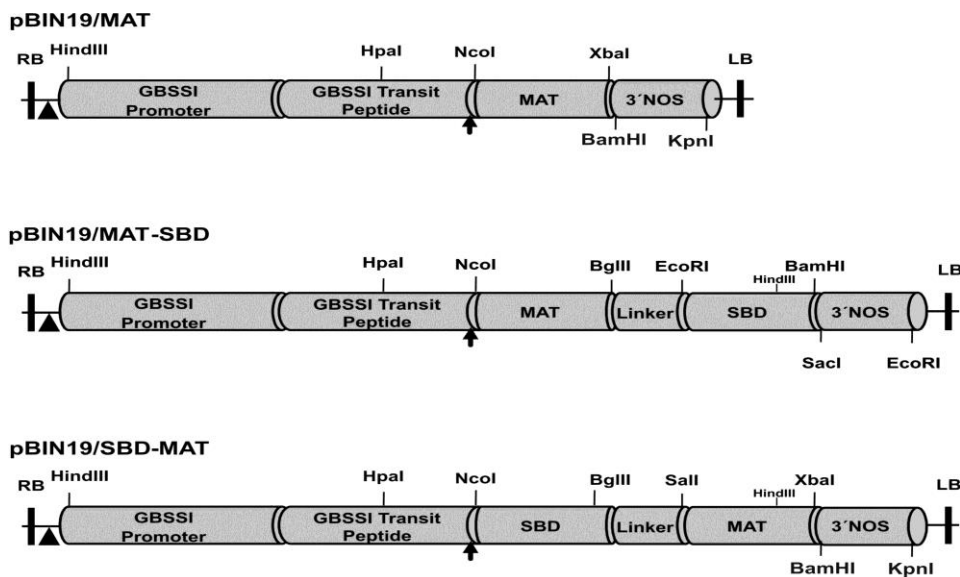 pBIN19/MAT
RB HindIII HpaI NcoI XbaI LB
GBSSI Promoter GBSSI Transit Peptide MAT 3´NOS
BamHI KpnI
pBIN19/MAT-SBD
RB HindIII HpaI NcoI BglII EcoRI HindIII BamHI LB
GBSSI Promoter GBSSI Transit Peptide MAT Linker SBD 3´NOS
SacI EcoRI
pBIN19/SBD-MAT
RB HindIII HpaI NcoI BglII SalI HindIII XbaI LB
GBSSI Promoter GBSSI Transit Peptide SBD Linker MAT 3´NOS
BamHI KpnI